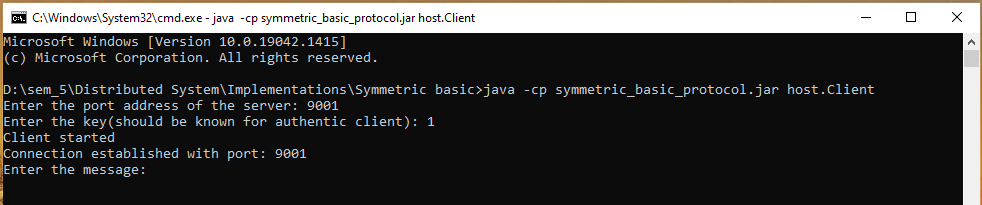 C:\Windows\System32\cmd.exe - java  -cp symmetric_basic_protocol.jar host.Client
Microsoft Windows [Version 10.0.19042.1415]
(c) Microsoft Corporation. All rights reserved.
D:\sem_5\Distributed System\Implementations\Symmetric basic>java -cp symmetric_basic_protocol.jar host.Client
Enter the port address of the server: 9001
Enter the key(should be known for authentic client): 1
Client started
Connection established with port: 9001
Enter the message: